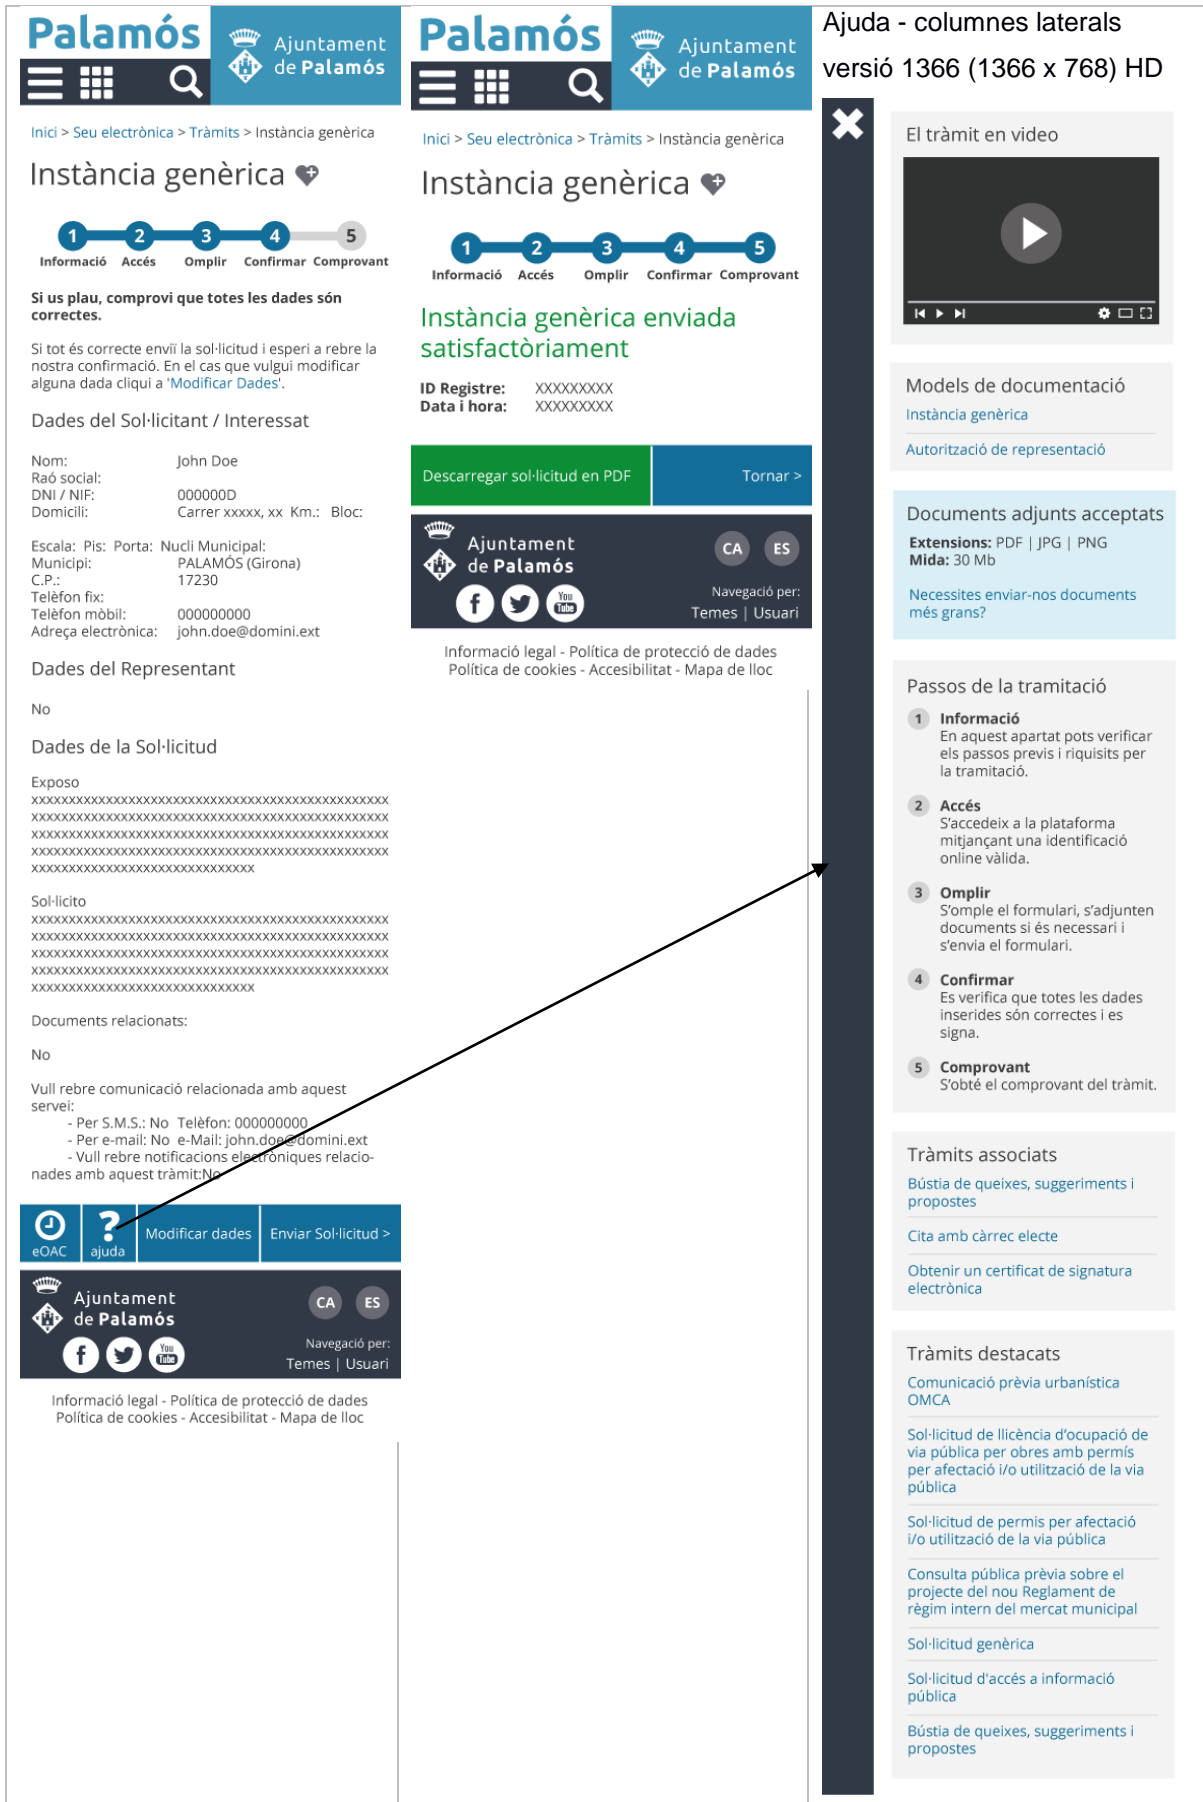 Palamós
Ajuntament
de Palamós
Inici > Seu electrònica > Tràmits > Instància genèrica
Instància genèrica
1 2 3 4 5
Informació Accés Omplir Confirmar Comprovant
Si us plau, comprovi que totes les dades són
correctes.
Si tot és correcte enviï la sol·licitud i esperi a rebre la
nostra confirmació. En el cas que vulgui modificar
alguna dada cliqui a 'Modificar Dades'.
Dades del Sol·licitant / Interessat
Nom: John Doe
Raó social:
DNI / NIF: 000000D
Domicili: Carrer xxxxx, xx Km.: Bloc:
Escala: Pis: Porta: Nucli Municipal:
Municipi: PALAMÓS (Girona)
C.P.: 17230
Telèfon fix:
Telèfon mòbil: 000000000
Adreça electrònica: john.doe@domini.ext
Dades del Representant
No
Dades de la Sol·licitud
Exposo
xxxxxxxxxxxxxxxxxxxxxxxxxxxxxxxxxxxxxxxxxxxxxxxx
xxxxxxxxxxxxxxxxxxxxxxxxxxxxxxxxxxxxxxxxxxxxxxxx
xxxxxxxxxxxxxxxxxxxxxxxxxxxxxxxxxxxxxxxxxxxxxxxx
xxxxxxxxxxxxxxxxxxxxxxxxxxxxxxxxxxxxxxxxxxxxxxxx
xxxxxxxxxxxxxxxxxxxxxxxxxxxxxx
Sol·licito
xxxxxxxxxxxxxxxxxxxxxxxxxxxxxxxxxxxxxxxxxxxxxxxx
xxxxxxxxxxxxxxxxxxxxxxxxxxxxxxxxxxxxxxxxxxxxxxxx
xxxxxxxxxxxxxxxxxxxxxxxxxxxxxxxxxxxxxxxxxxxxxxxx
xxxxxxxxxxxxxxxxxxxxxxxxxxxxxxxxxxxxxxxxxxxxxxxx
xxxxxxxxxxxxxxxxxxxxxxxxxxxxxx
Documents relacionats:
No
Vull rebre comunicació relacionada amb aquest
servei:
- Per S.M.S.: No Telèfon: 000000000
- Per e-mail: No e-Mail: john.doe@domini.ext
- Vull rebre notificacions electròniques relacio-
nades amb aquest tràmit:No
eOAC
? ajuda
Modificar dades
Enviar Sol·licitud >
Ajuntament
de Palamós
CA ES
f You Tube
Navegació per:
Temes | Usuari
Informació legal - Política de protecció de dades
Política de cookies - Accesibilitat - Mapa de lloc
Palamós
Ajuntament
de Palamós
Inici > Seu electrònica > Tràmits > Instància genèrica
Instància genèrica
1 2 3 4 5
Informació Accés Omplir Confirmar Comprovant
Instància genèrica enviada
satisfactòriament
ID Registre: XXXXXXXXX
Data i hora: XXXXXXXXX
Descarregar sol·licitud en PDF
Tornar >
Ajuntament
de Palamós
CA ES
f You Tube
Navegació per:
Temes | Usuari
Informació legal - Política de protecció de dades
Política de cookies - Accesibilitat - Mapa de lloc
Ajuda - columnes laterals
versió 1366 (1366 x 768) HD
El tràmit en video
Models de documentació
Instància genèrica
Autorització de representació
Documents adjunts acceptats
Extensions: PDF | JPG | PNG
Mida: 30 Mb
Necessites enviar-nos documents
més grans?
Passos de la tramitació
1 Informació
En aquest apartat pots verificar
els passos previs i riquisits per
la tramitació.
2 Accés
S'accedeix a la plataforma
mitjançant una identificació
online vàlida.
3 Omplir
S'omple el formulari, s'adjunten
documents si és necessari i
s'envia el formulari.
4 Confirmar
Es verifica que totes les dades
inserides són correctes i es
signa.
5 Comprovant
S'obté el comprovant del tràmit.
Tràmits associats
Bústia de queixes, suggeriments i
propostes
Cita amb càrrec electe
Obtenir un certificat de signatura
electrònica
Tràmits destacats
Comunicació prèvia urbanística
OMCA
Sol·licitud de llicència d'ocupació de
via pública per obres amb permís
per afectació i/o utilització de la via
pública
Sol·licitud de permis per afectació
i/o utilització de la via pública
Consulta pública prèvia sobre el
projecte del nou Reglament de
règim intern del mercat municipal
Sol·licitud genèrica
Sol·licitud d'accés a informació
pública
Bústia de queixes, suggeriments i
propostes